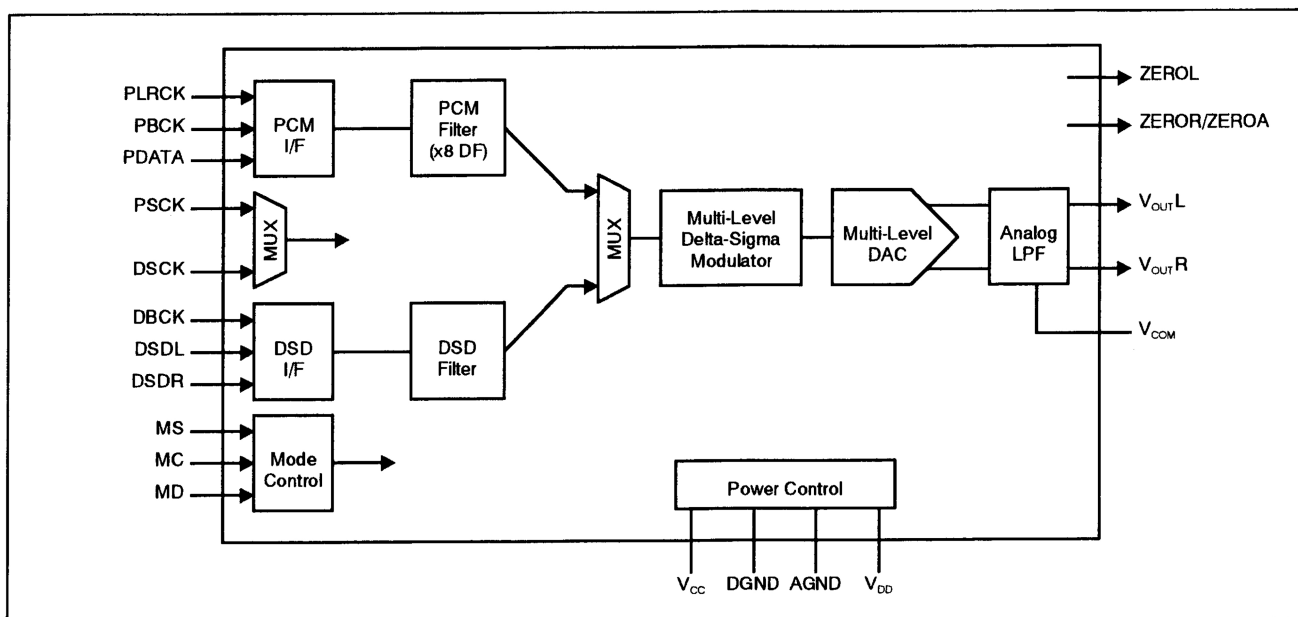 PLRCK
PBCK
PDATA
PCM
I/F
PCM
Filter
(x8 DF)
PSCK
DSCK
MUX
DBCK
DSDL
DSDR
DSD
I/F
DSD
Filter
MS
MC
MD
Mode
Control
MUX
Multi-Level
Delta-Sigma
Modulator
Multi-Level
DAC
Analog
LPF
ZEROL
ZEROR/ZEROA
VOUTL
VOUTR
VCOM
Power Control
VCC
DGND
AGND
VDD